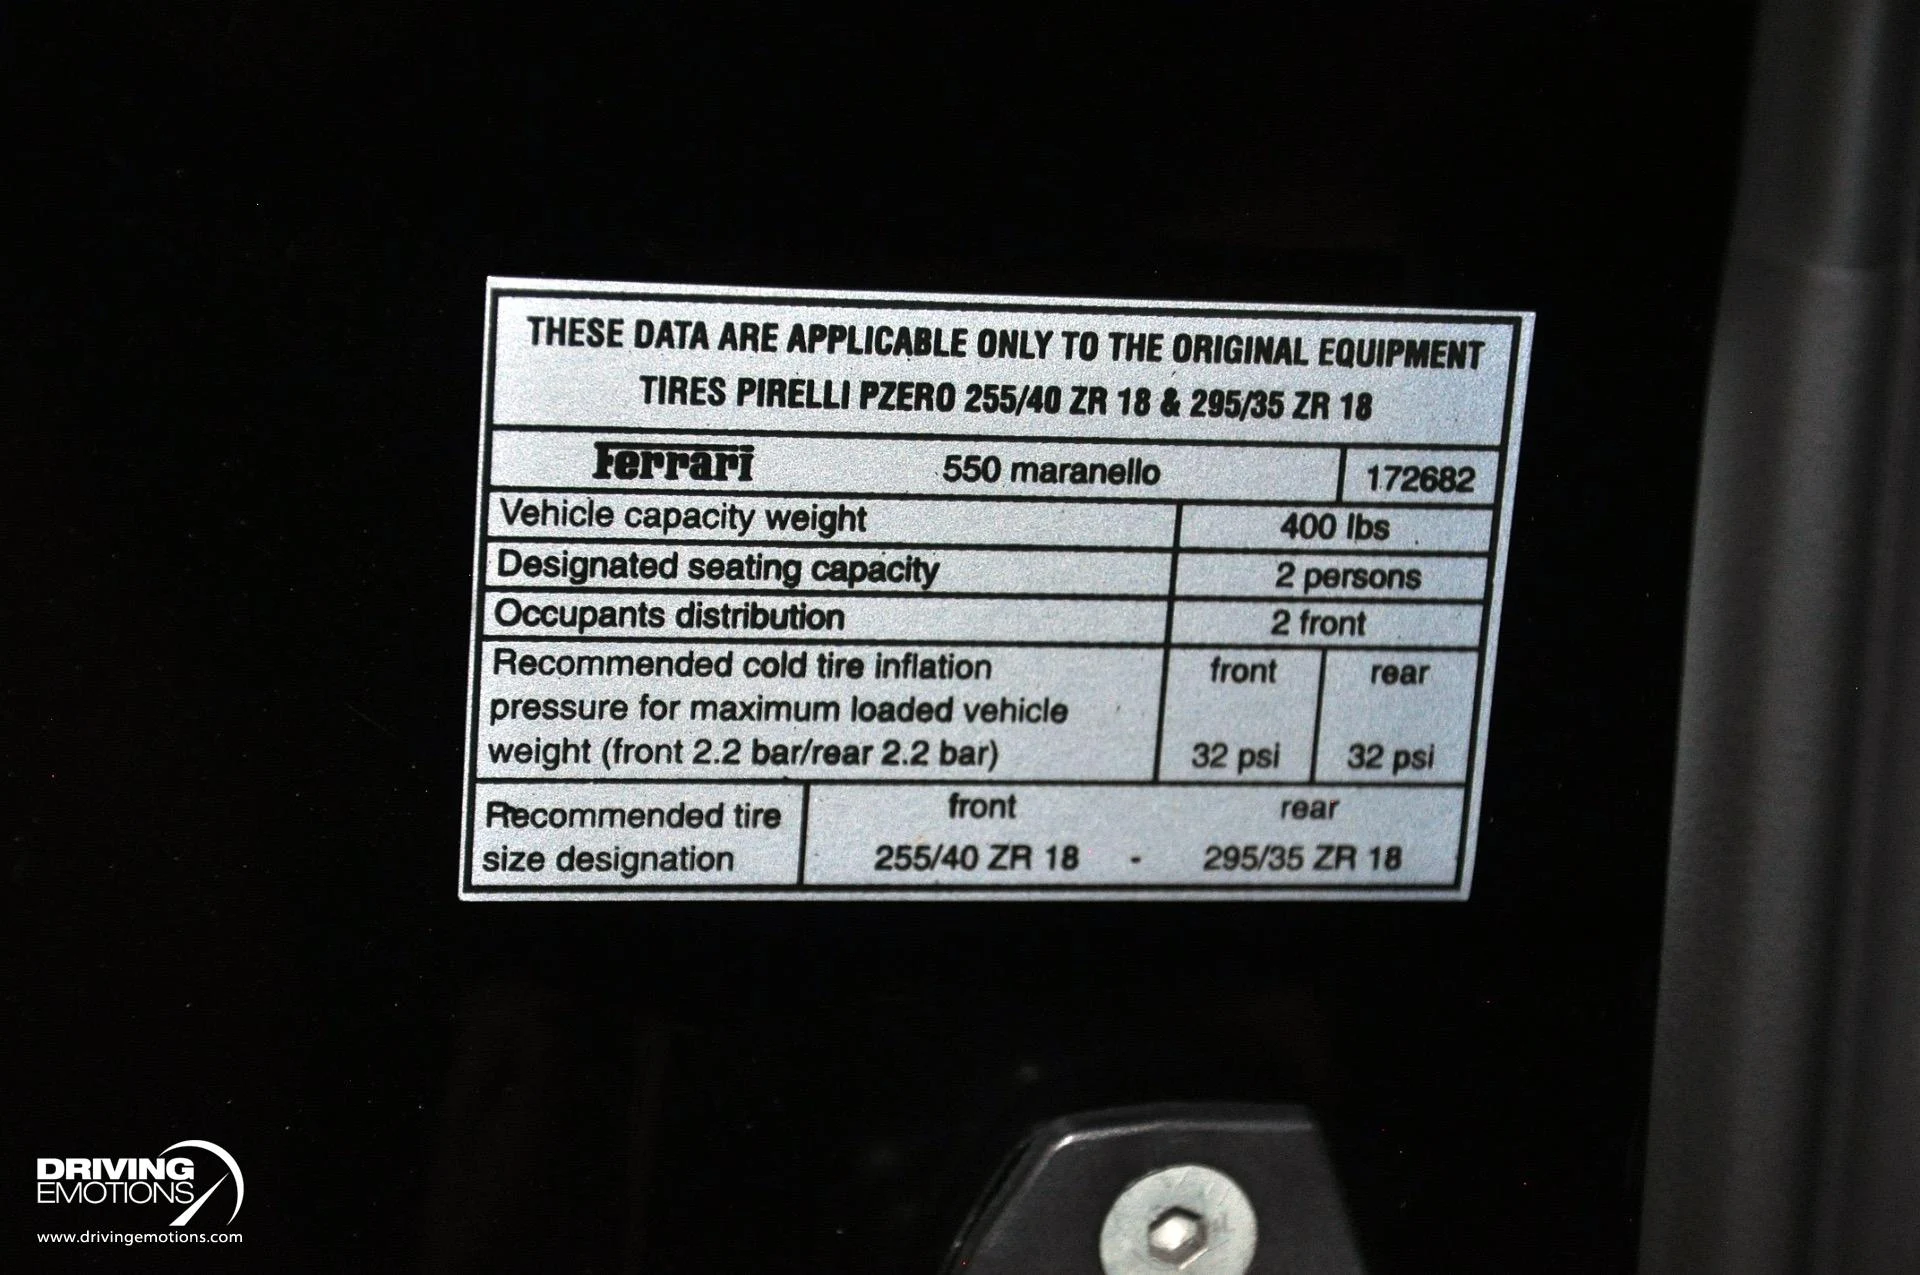 THESE DATA ARE APPLICABLE ONLY TO THE ORIGINAL EQUIPMENT
TIRES PIRELLI PZERO 255/40 ZR 18 & 295/35 ZR 18
Ferrari 550 maranello 172682
Vehicle capacity weight 400 lbs
Designated seating capacity 2 persons
Occupants distribution 2 front
Recommended cold tire inflation front rear
pressure for maximum loaded vehicle
weight (front 2.2 bar/rear 2.2 bar) 32 psi 32 psi
Recommended tire front rear
size designation 255/40 ZR 18 - 295/35 ZR 18
DRIVING
EMOTIONS
www.drivingemotions.com